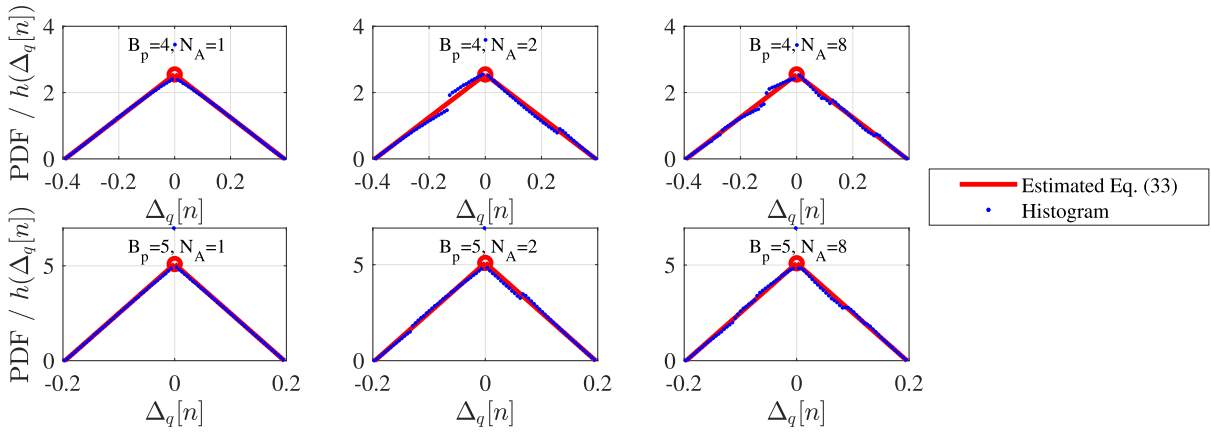 PDF / h(Δ_q[n])
4
2
0
B_p=4, N_A=1
-0.4 -0.2 0 0.2
Δ_q[n]
4
2
0
B_p=4, N_A=2
-0.4 -0.2 0 0.2
Δ_q[n]
4
2
0
B_p=4, N_A=8
-0.4 -0.2 0 0.2
Δ_q[n]
PDF / h(Δ_q[n])
5
0
B_p=5, N_A=1
-0.2 0 0.2
Δ_q[n]
5
0
B_p=5, N_A=2
-0.2 0 0.2
Δ_q[n]
5
0
B_p=5, N_A=8
-0.2 0 0.2
Δ_q[n]
Estimated Eq. (33)
Histogram